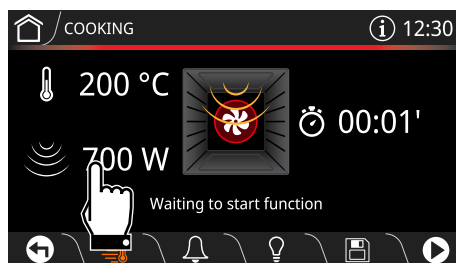 COOKING
i 12:30
200 °C
00:01'
700 W
Waiting to start function